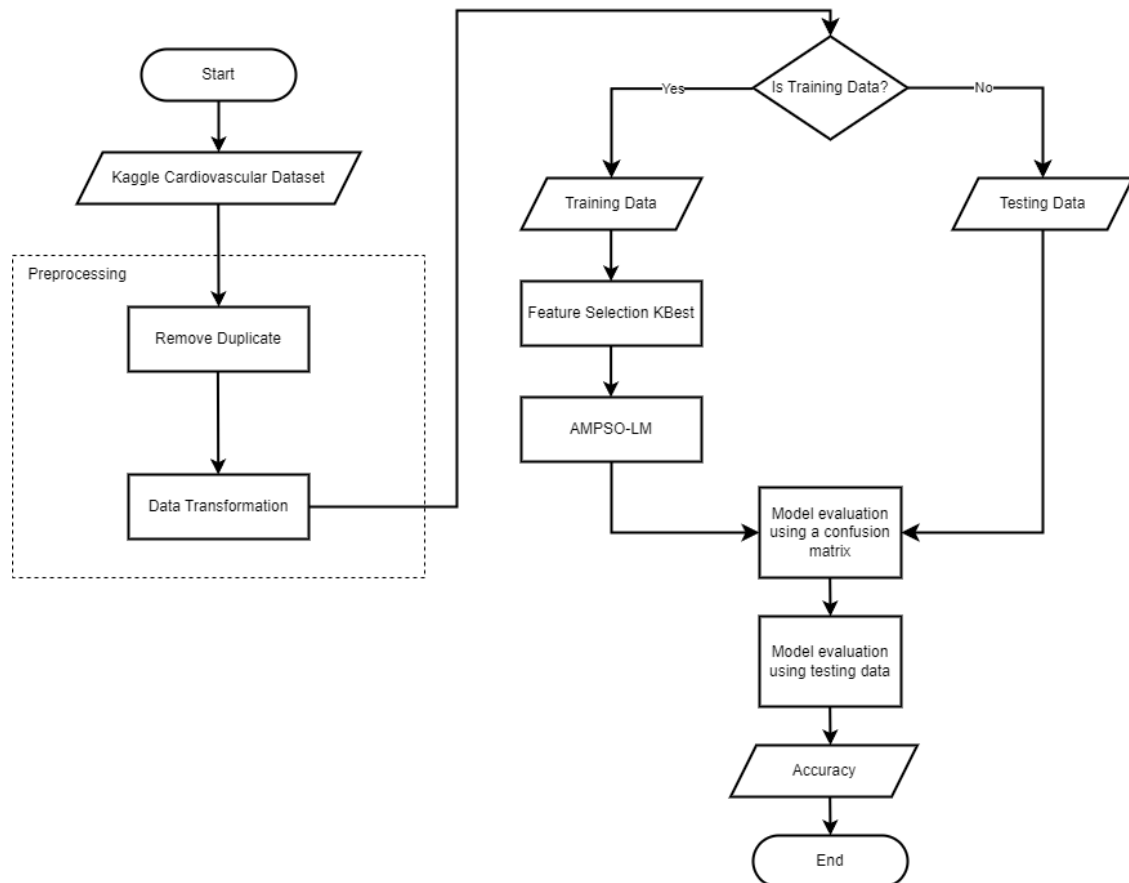 Start
Kaggle Cardiovascular Dataset
Preprocessing
Remove Duplicate
Data Transformation
Is Training Data?
Yes
No
Training Data
Testing Data
Feature Selection KBest
AMPSO-LM
Model evaluation
using a confusion
matrix
Model evaluation
using testing data
Accuracy
End